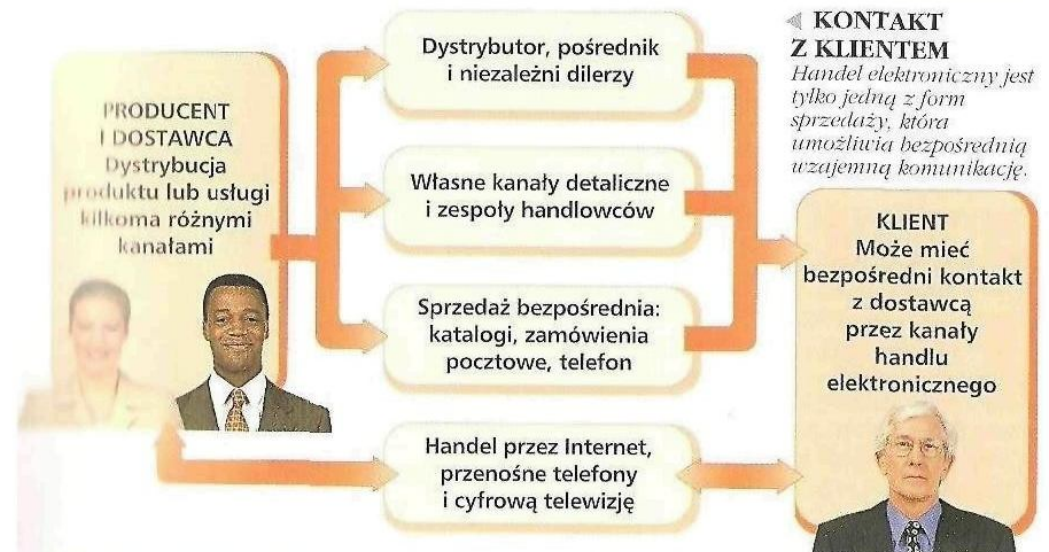 PRODUCENT
I DOSTAWCA
Dystrybucja
produktu lub usługi
kilkoma różnymi
kanałami
Dystrybutor, pośrednik
i niezależni dilerzy
Własne kanały detaliczne
i zespoły handlowców
Sprzedaż bezpośrednia:
katalogi, zamówienia
pocztowe, telefon
Handel przez Internet,
przenośne telefony
i cyfrową telewizję
KONTAKT
Z KLIENTEM
Handel elektroniczny jest
tylko jedną z form
sprzedaży, która
umożliwia bezpośrednią
wzajemną komunikację.
KLIENT
Może mieć
bezpośredni kontakt
z dostawcą
przez kanały
handlu
elektronicznego